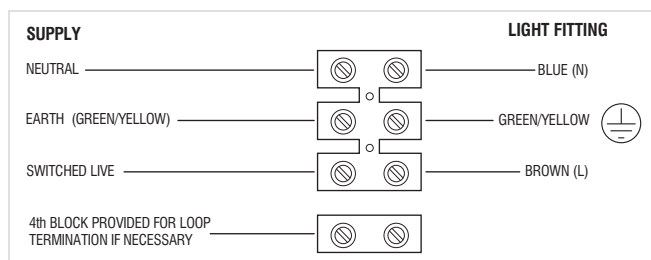 SUPPLY
LIGHT FITTING
NEUTRAL
BLUE (N)
EARTH (GREEN/YELLOW)
GREEN/YELLOW
SWITCHED LIVE
BROWN (L)
4th BLOCK PROVIDED FOR LOOP
TERMINATION IF NECESSARY